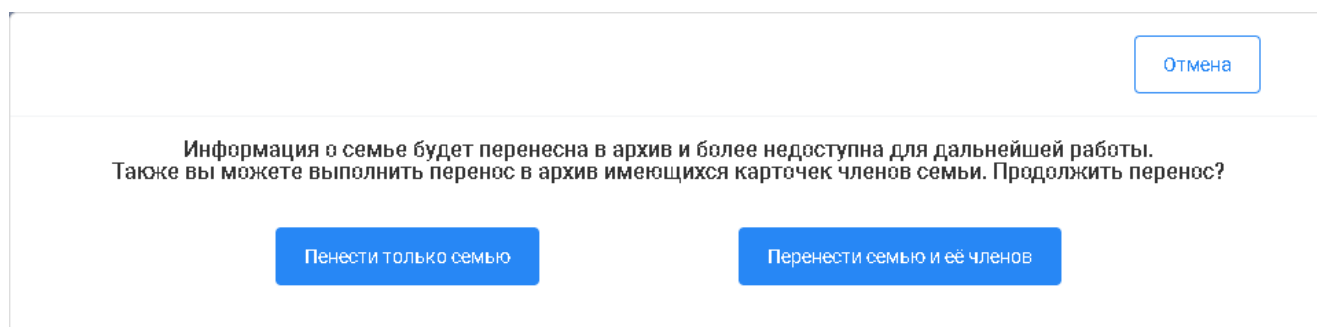 Отмена
Информация о семье будет перенесна в архив и более недоступна для дальнейшей работы.
Также вы можете выполнить перенос в архив имеющихся карточек членов семьи. Продолжить перенос?
Пенести только семью
Перенести семью и её членов